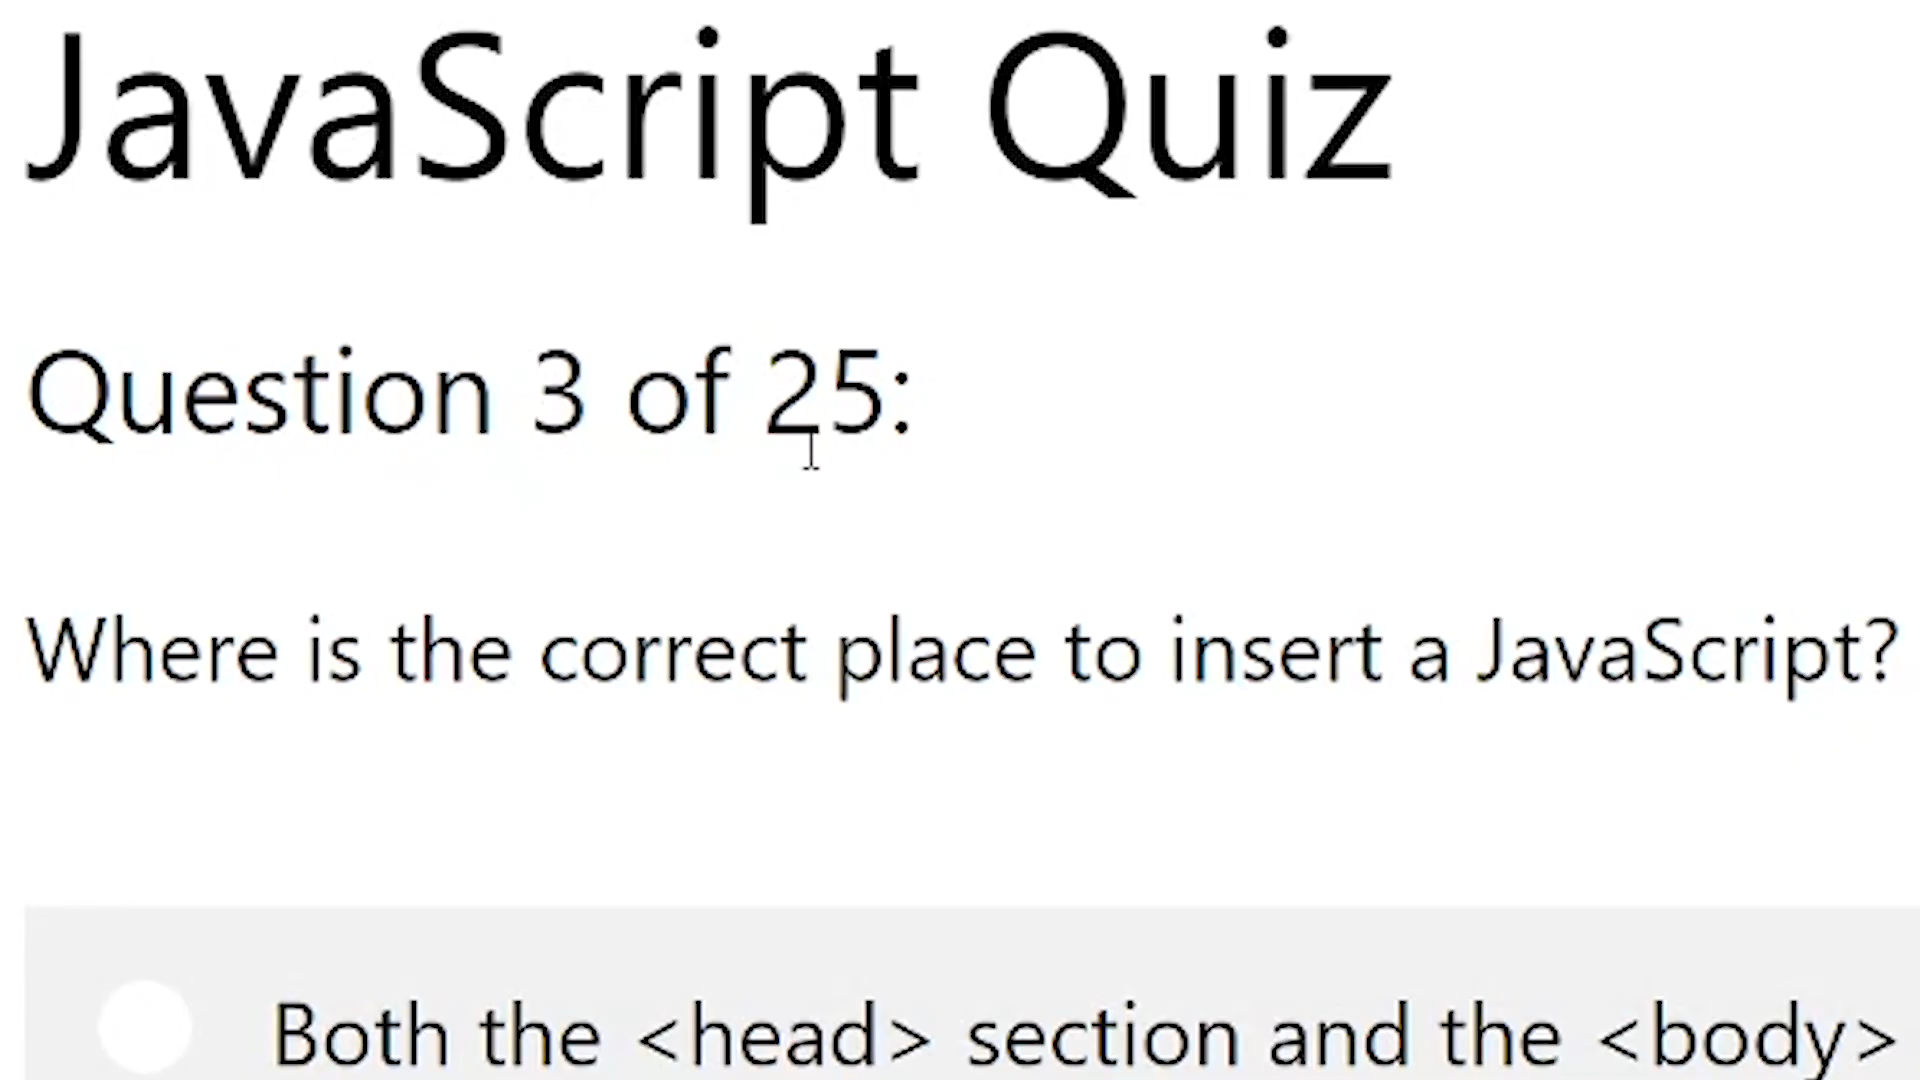 JavaScript Quiz
Question 3 of 25:
Where is the correct place to insert a JavaScript?
Both the <head> section and the <body>